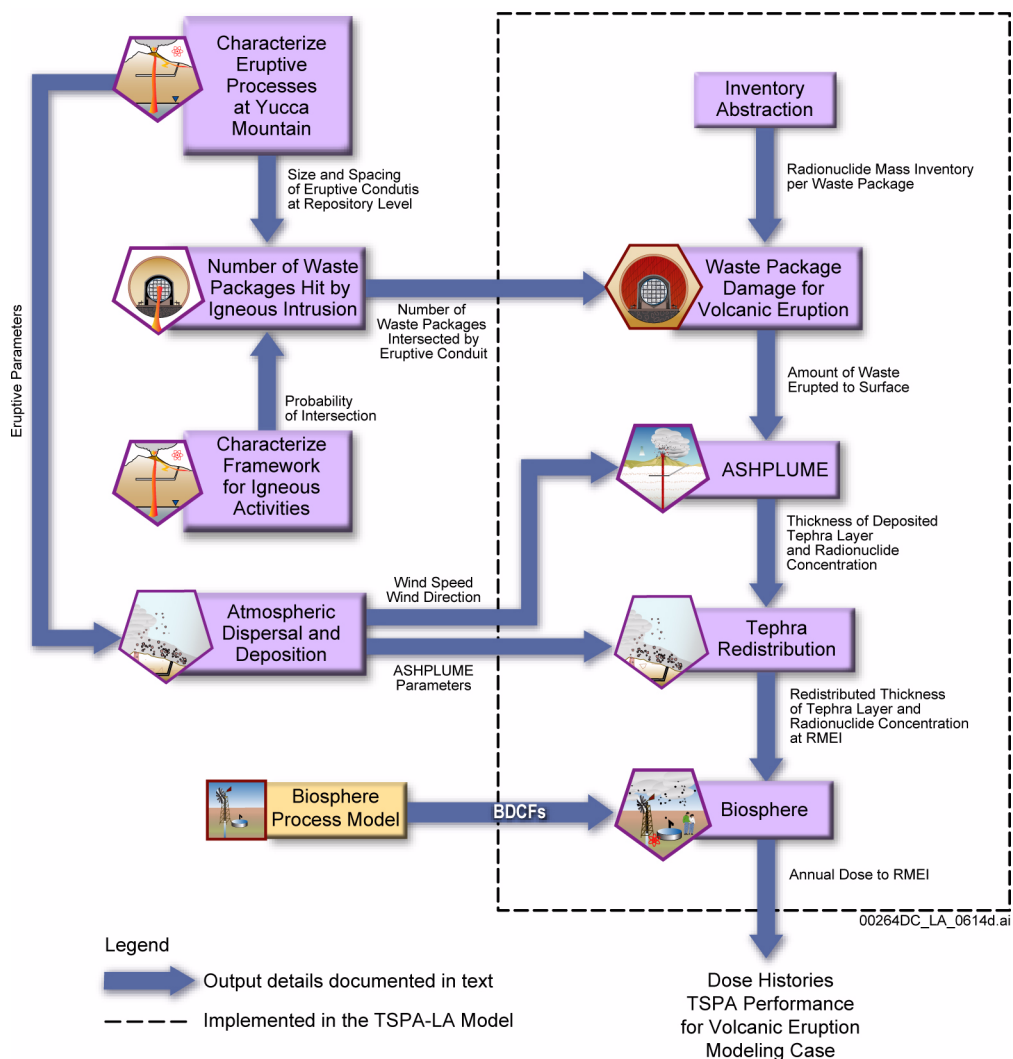 Characterize
Eruptive
Processes
at Yucca
Mountain
Inventory
Abstraction
Size and Spacing
of Eruptive Condutis
at Repository Level
Radionuclide Mass Inventory
per Waste Package
Number of Waste
Packages Hit by
Igneous Intrusion
Waste Package
Damage for
Volcanic Eruption
Number of
Waste Packages
Intersected by
Eruptive Conduit
Eruptive Parameters
Amount of Waste
Erupted to Surface
Probability
of Intersection
Characterize
Framework
for Igneous
Activities
ASHPLUME
Thickness of Deposited
Tephra Layer
and Radionuclide
Concentration
Wind Speed
Wind Direction
Atmospheric
Dispersal and
Deposition
Tephra
Redistribution
ASHPLUME
Parameters
Redistributed Thickness
of Tephra Layer and
Radionuclide Concentration
at RMEI
Biosphere
Process Model
BDCFs
Biosphere
Annual Dose to RMEI
00264DC_LA_0614d.ai
Legend
Output details documented in text
Implemented in the TSPA-LA Model
Dose Histories
TSPA Performance
for Volcanic Eruption
Modeling Case